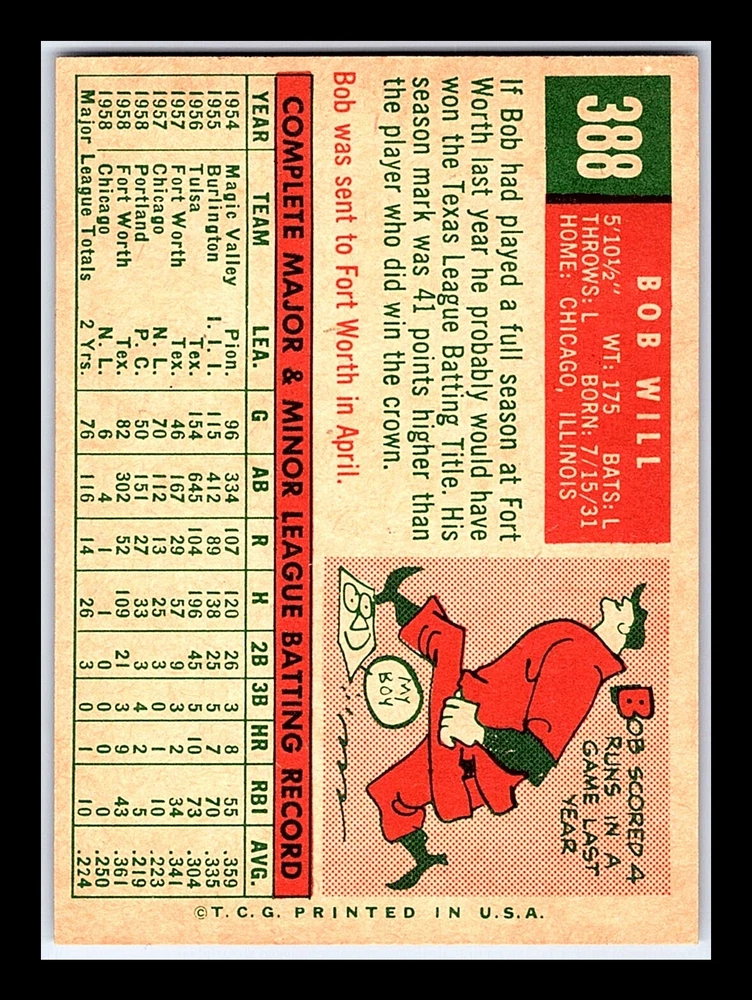 388
BOB WILL
5'10½" WT: 175 BATS: L
THROWS: L BORN: 7/15/31
HOME: CHICAGO, ILLINOIS
If Bob had played a full season at Fort
Worth last year he probably would have
won the Texas League Batting Title. His
season mark was 41 points higher than
the player who did win the crown.
Bob was sent to Fort Worth in April.
BOB SCORED 4
RUNS IN A
GAME LAST
YEAR
MY
BOY
COMPLETE MAJOR & MINOR LEAGUE BATTING RECORD
YEAR TEAM LEA. G AB R H 2B 3B HR RBI AVG.
1954 Magic Valley Pion. 96 334 107 120 26 3 8 55 .359
1955 Burlington I. I. I. 115 412 89 138 25 5 7 70 .335
1956 Tulsa Tex. 154 645 104 196 45 5 10 73 .304
1957 Fort Worth Tex. 46 167 29 57 9 3 2 34 .341
1957 Chicago N. L. 70 112 13 25 3 0 1 10 .223
1958 Portland P. C. 50 151 27 33 3 4 2 5 .219
1958 Fort Worth Tex. 82 302 52 109 21 3 9 43 .361
1958 Chicago N. L. 6 4 1 1 0 0 0 0 .250
Major League Totals 2 Yrs. 76 116 14 26 3 0 1 10 .224
©T.C.G. PRINTED IN U.S.A.